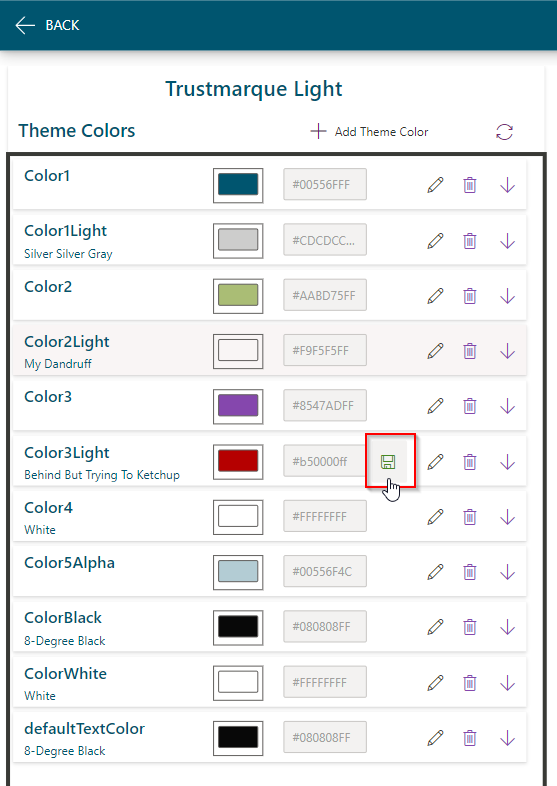 BACK
Trustmarque Light
Theme Colors
Add Theme Color
Color1
#00556FFF
Color1Light
Silver Silver Gray
#CDCDCC...
Color2
#AABD75FF
Color2Light
My Dandruff
#F9F5F5FF
Color3
#8547ADFF
Color3Light
Behind But Trying To Ketchup
#b50000ff
Color4
White
#FFFFFFFF
Color5Alpha
#00556F4C
ColorBlack
8-Degree Black
#080808FF
ColorWhite
White
#FFFFFFFF
defaultTextColor
8-Degree Black
#080808FF